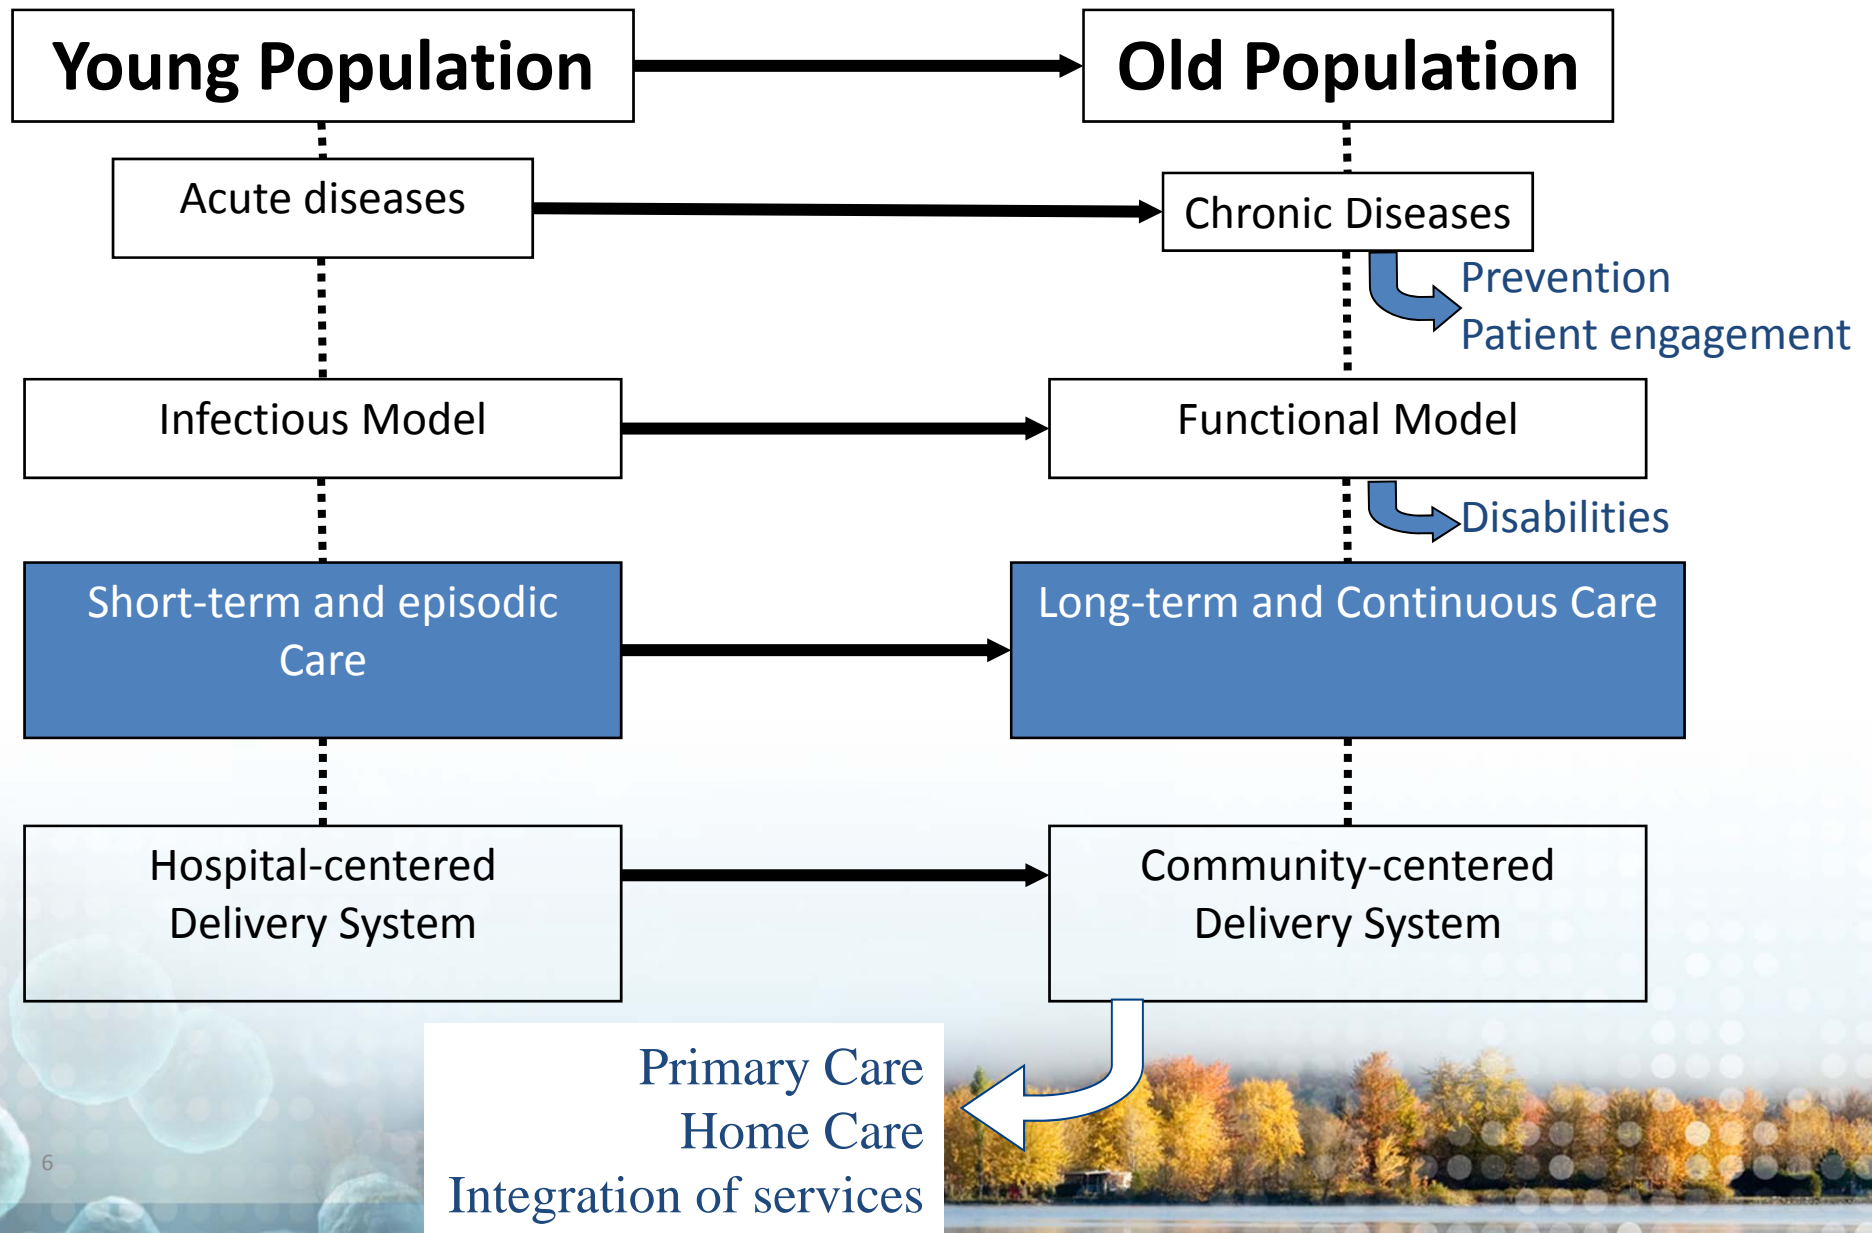 Young Population
Old Population
Acute diseases
Chronic Diseases
Prevention
Patient engagement
Infectious Model
Functional Model
Disabilities
Short-term and episodic
Care
Long-term and Continuous Care
Hospital-centered
Delivery System
Community-centered
Delivery System
Primary Care
Home Care
Integration of services
6